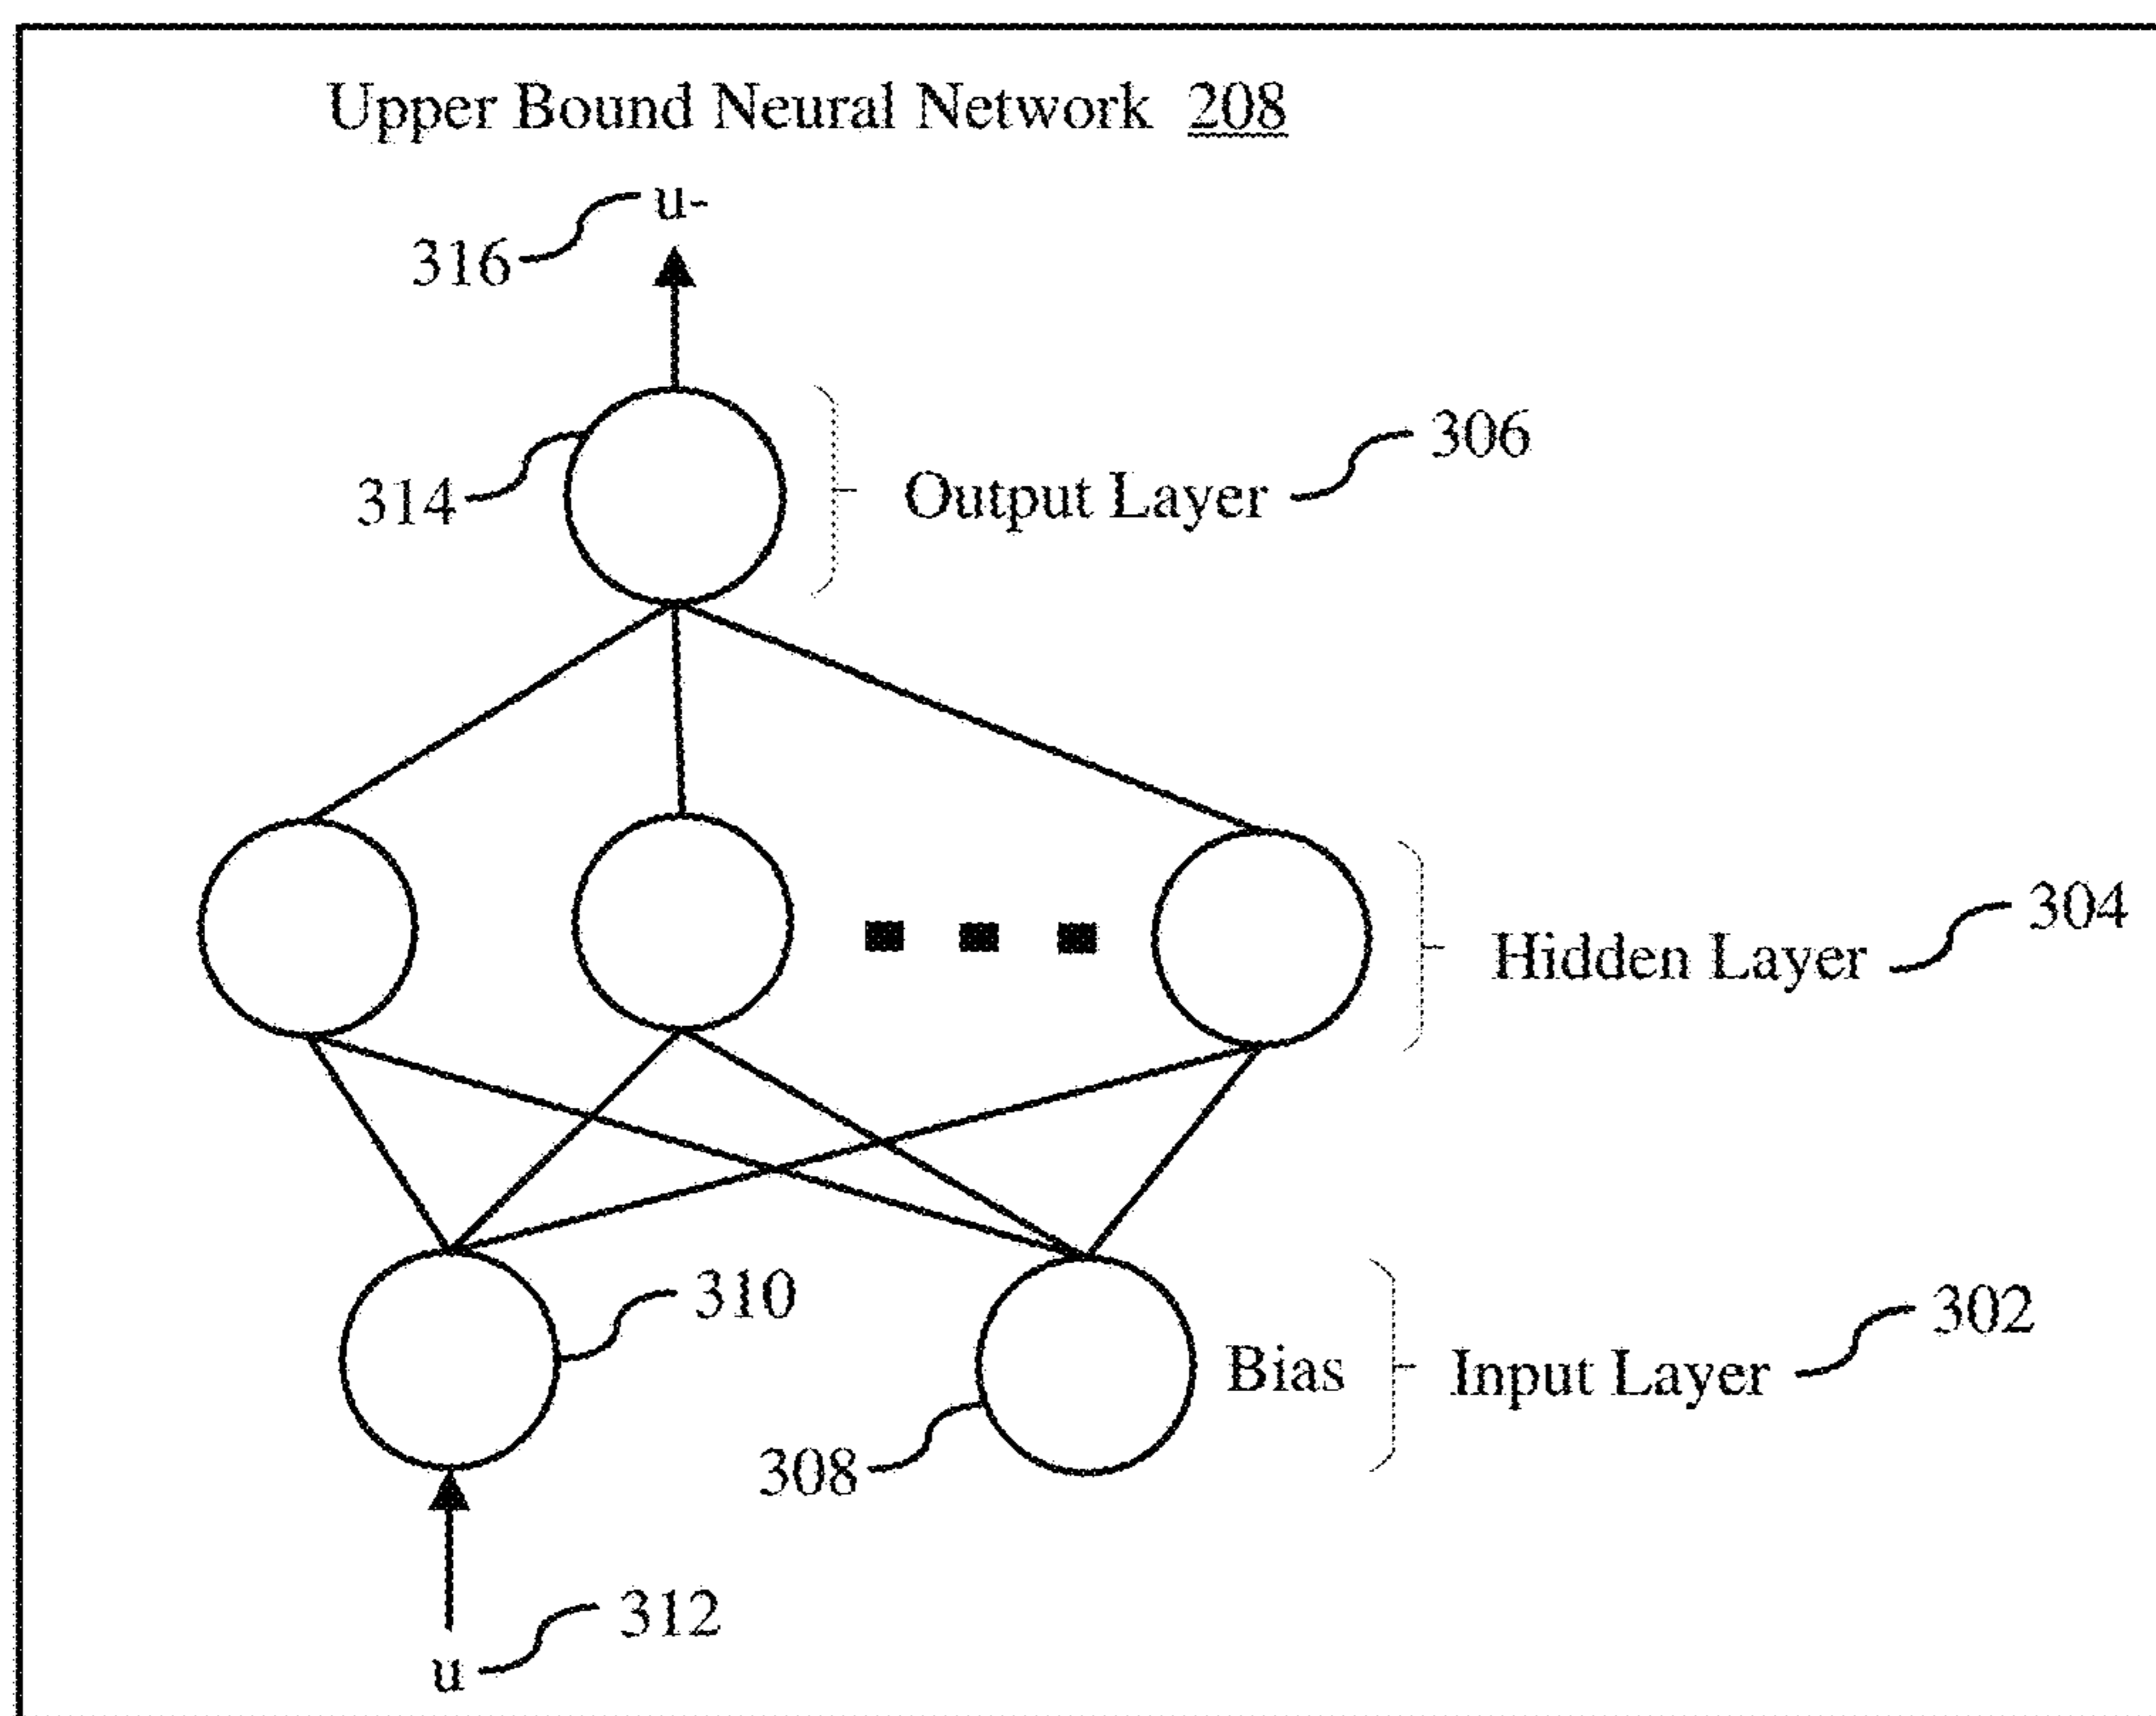 Upper Bound Neural Network 208
u-
316
306
314
Output Layer
304
Hidden Layer
310
302
Bias
Input Layer
308
312
u